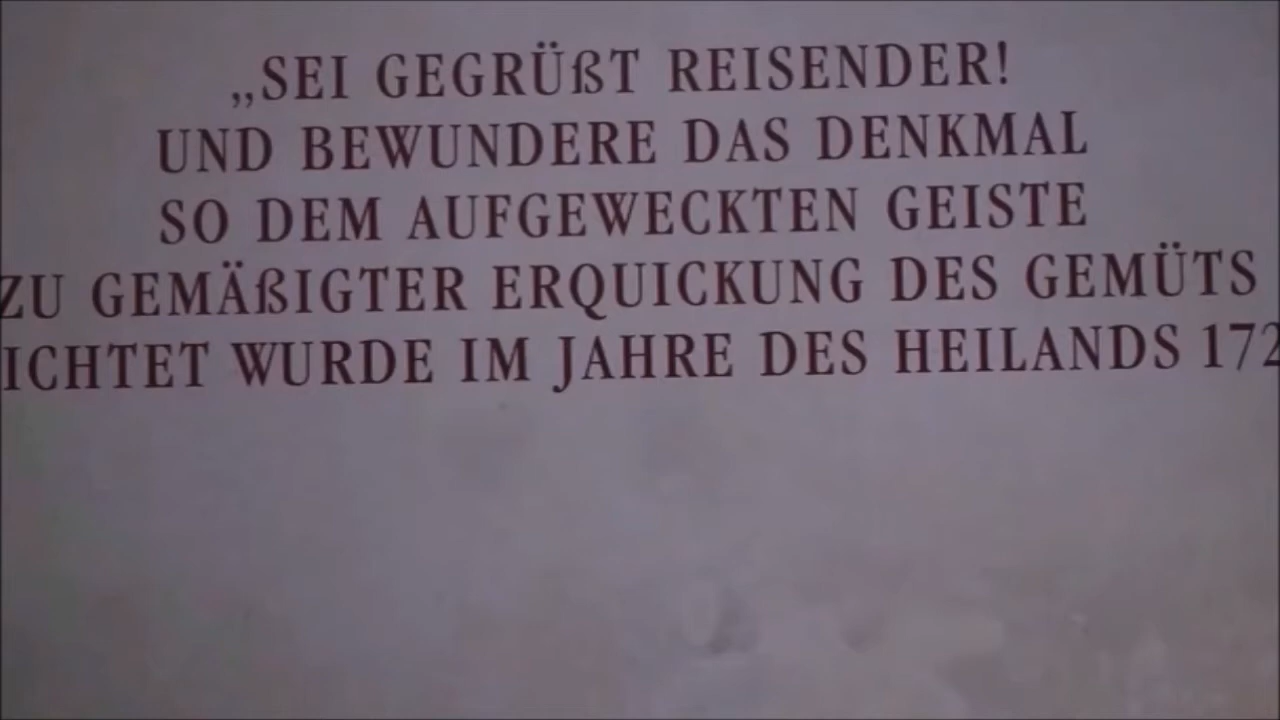 „SEI GEGRÜßT REISENDER!
UND BEWUNDERE DAS DENKMAL
SO DEM AUFGEWECKTEN GEISTE
ZU GEMÄßIGTER ERQUICKUNG DES GEMÜTS
ICHTET WURDE IM JAHRE DES HEILANDS 172